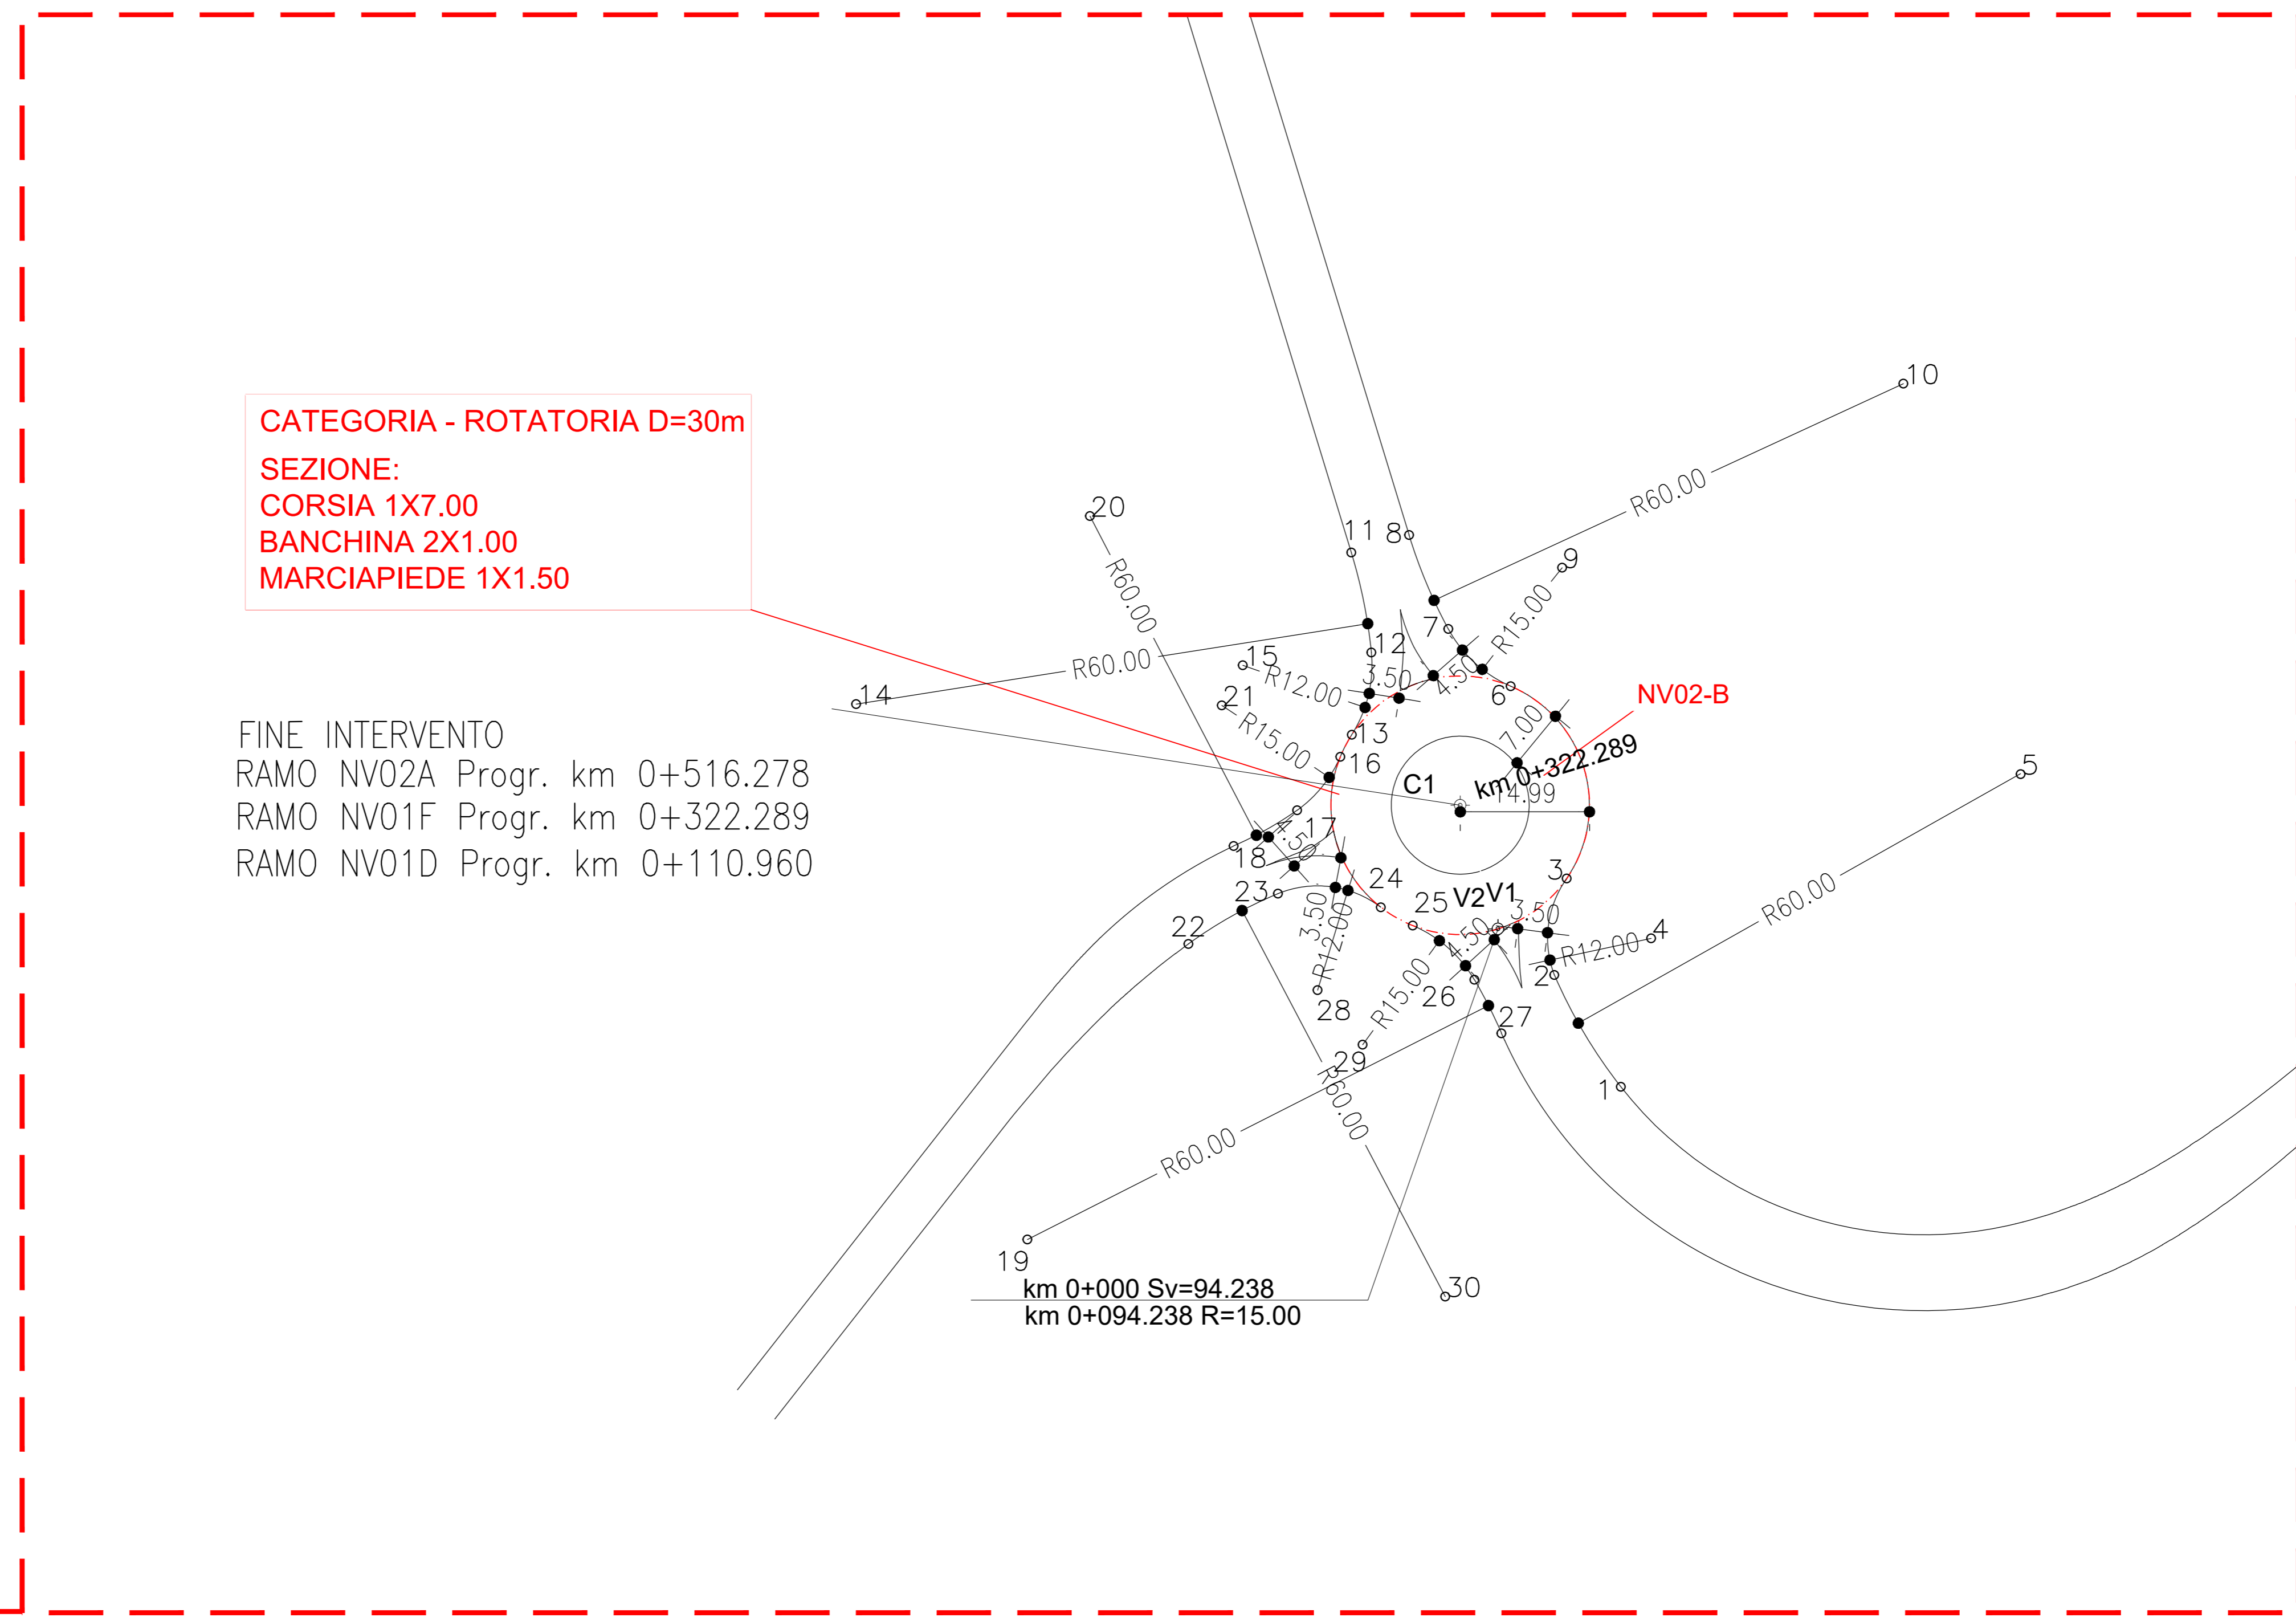 10
20
R60.00
CATEGORIA - ROTATORIA D=30m
SEZIONE:
CORSIA 1X7.00
BANCHINA 2X1.00
MARCIAPIEDE 1X1.50
11
8
9
R60.00
R15.00
7
12
15
R60.00
R12.00
3.50
4.50
6
14
21
R15.00
13
16
7.00
NV02-B
FINE INTERVENTO
RAMO NV02A Progr. km 0+516.278
RAMO NV01F Progr. km 0+322.289
RAMO NV01D Progr. km 0+110.960
C1
km 0+322.289
14.99
5
4.50
17
18
3
R60.00
23
24
3.50
R12.00
25
V2
V1
3.50
4.50
4
R12.00
22
2
R15.00
26
28
27
29
R60.00
1
R60.00
19
km 0+000 Sv=94.238
30
km 0+094.238 R=15.00